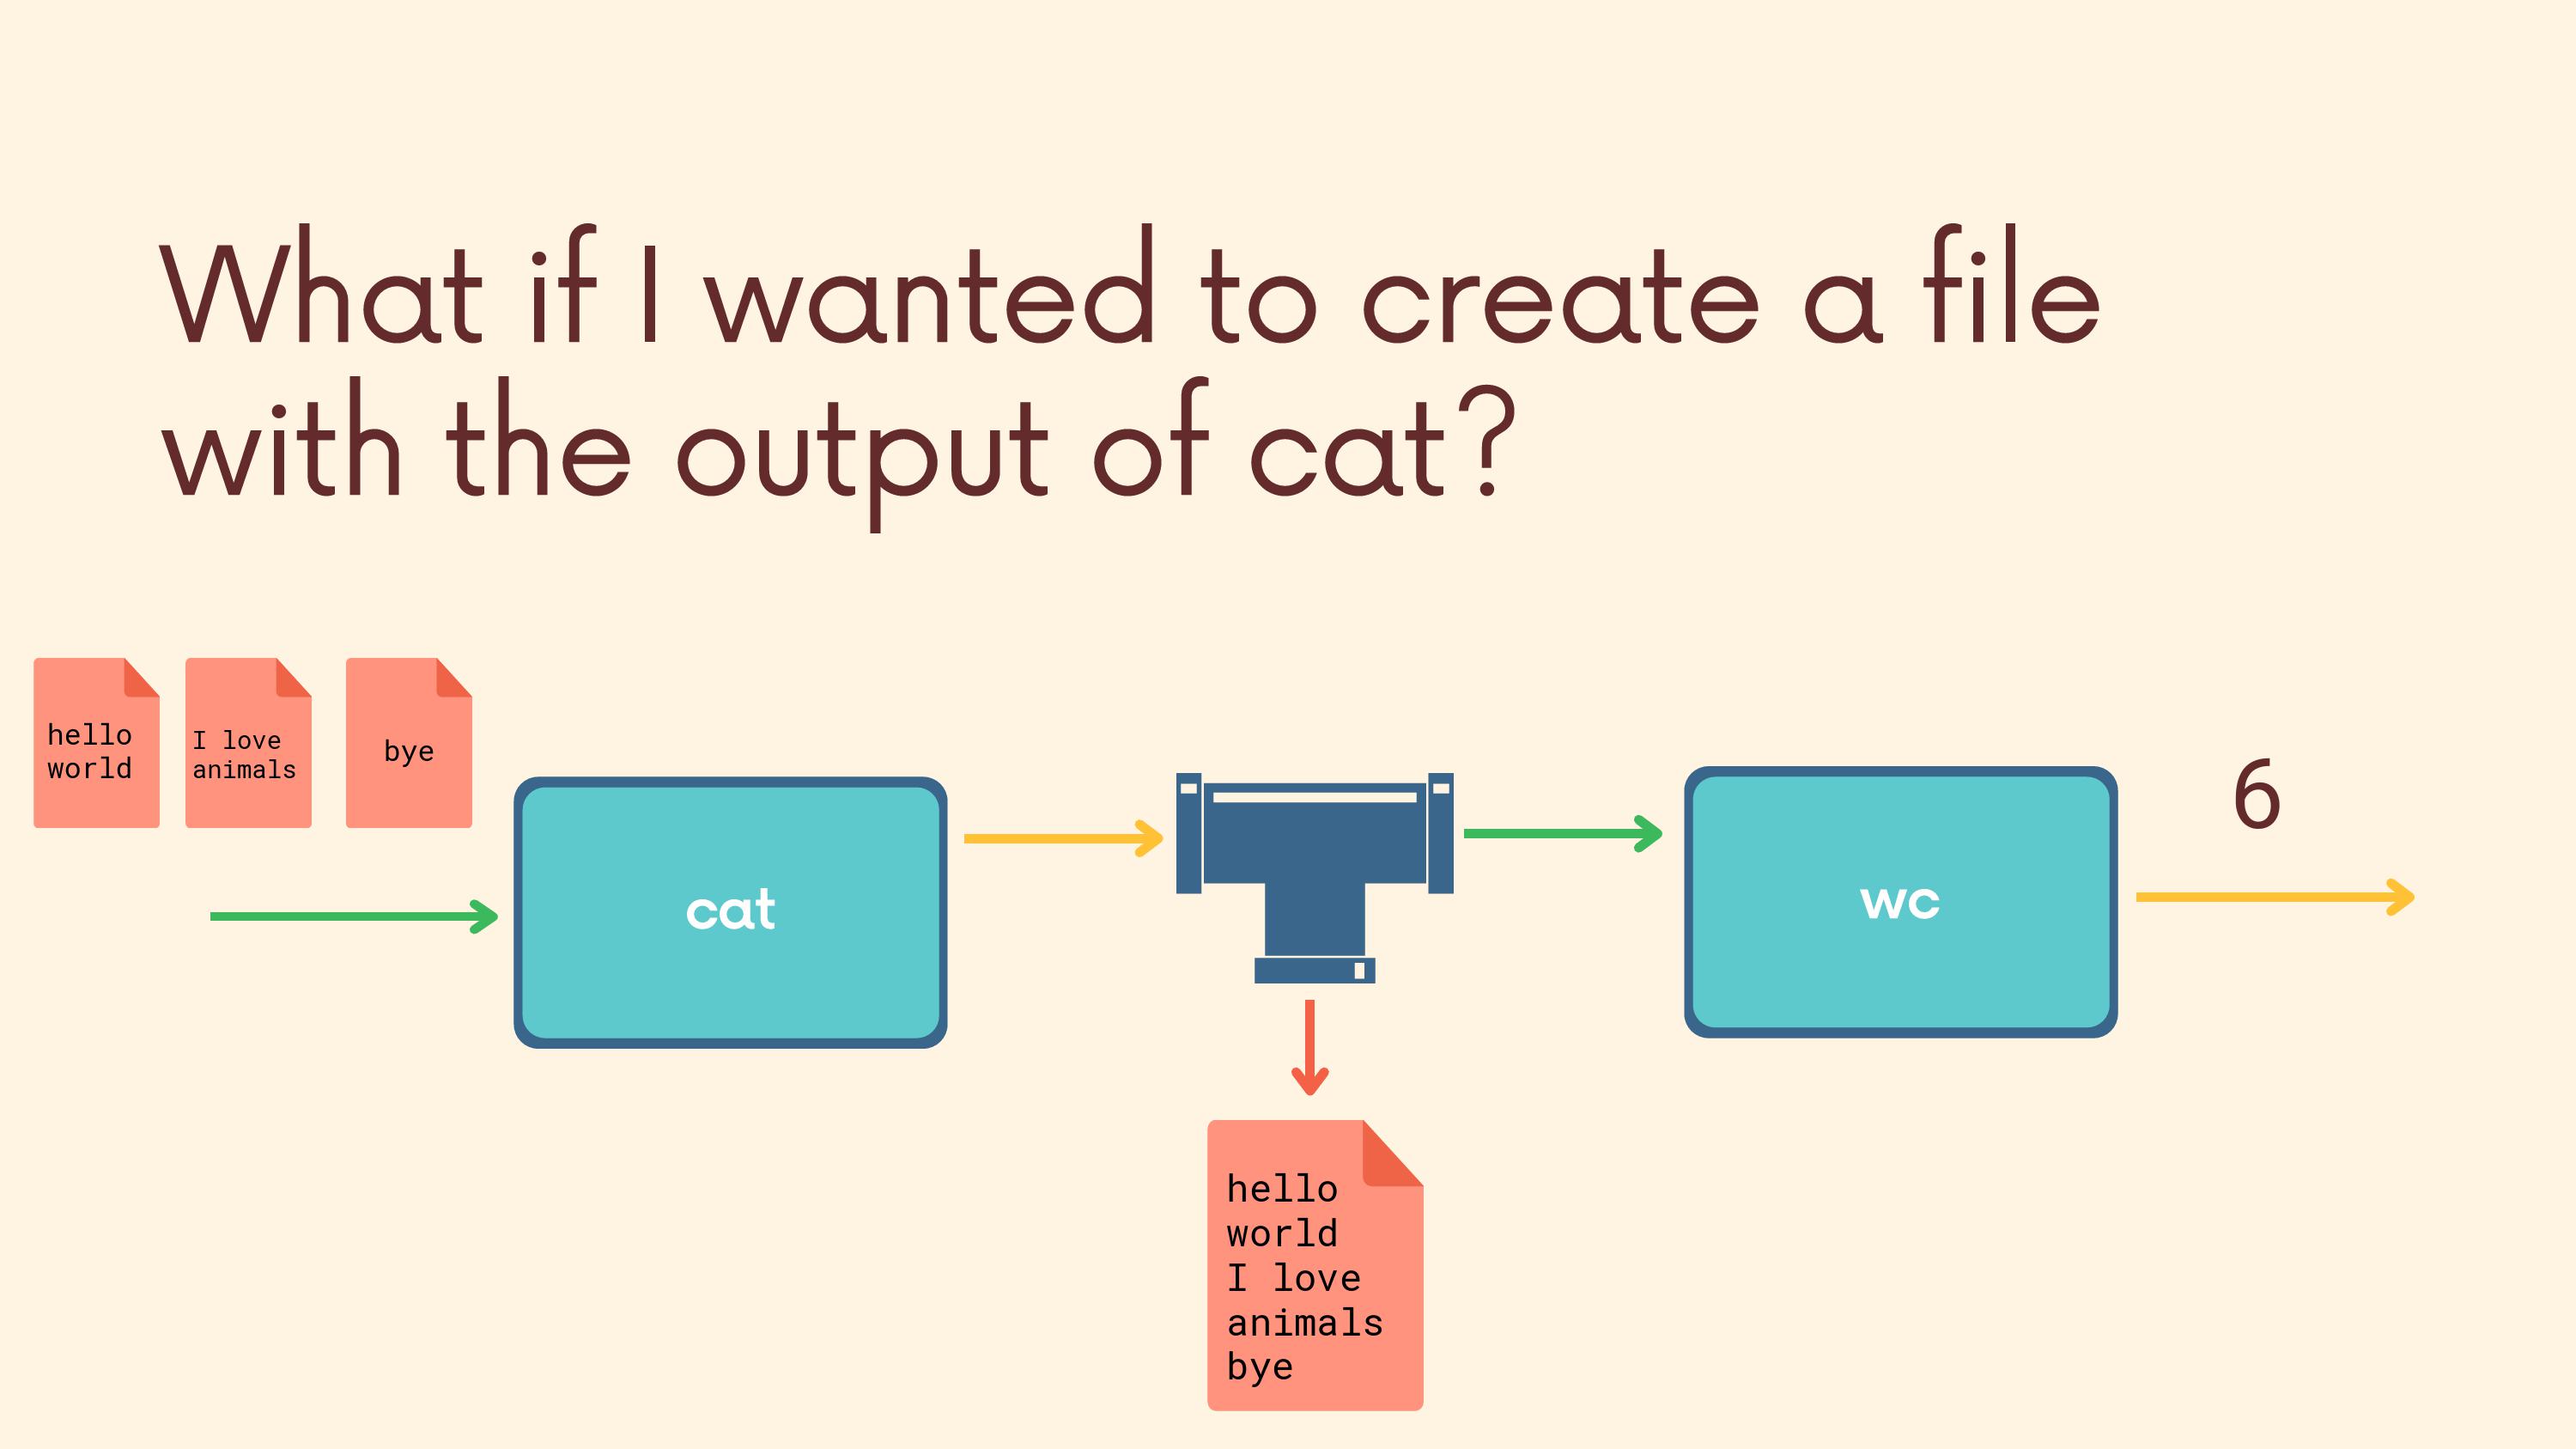 What if I wanted to create a file
with the output of cat?
hello
world
I love
animals
bye
cat
wc
6
hello
world
I love
animals
bye